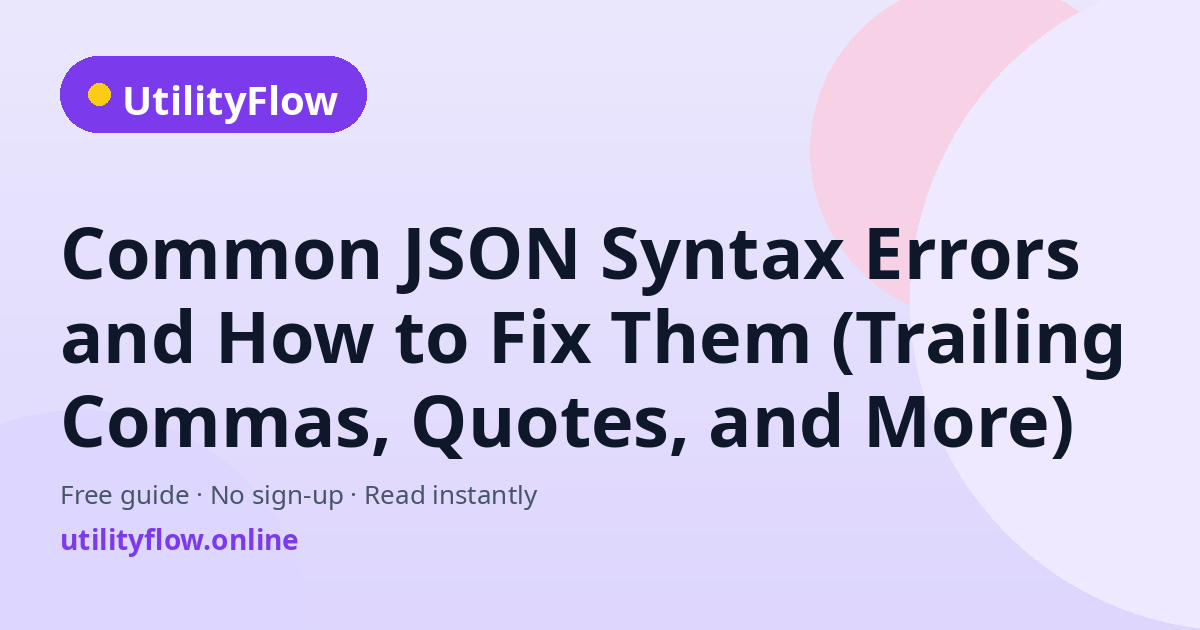 UtilityFlow
Common JSON Syntax Errors
and How to Fix Them (Trailing
Commas, Quotes, and More)
Free guide · No sign-up · Read instantly
utilityflow.online